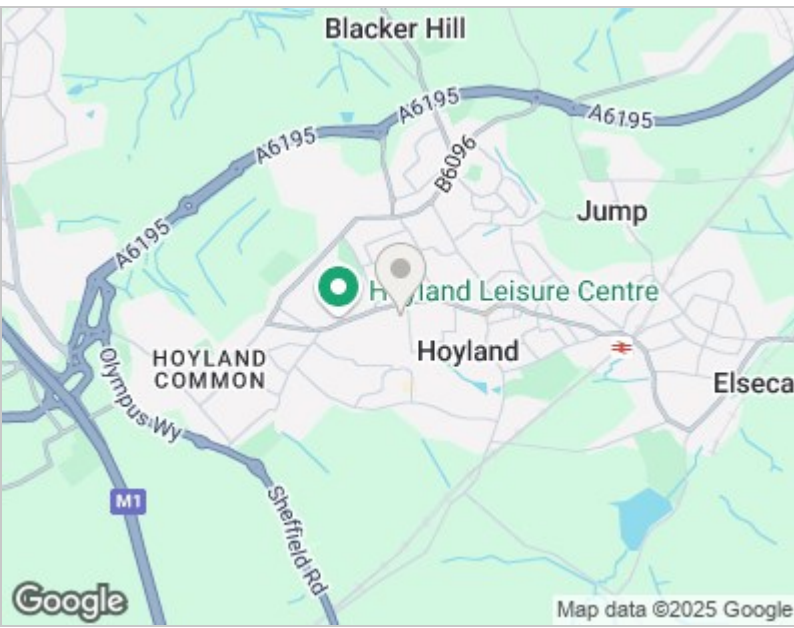 Blacker Hill
A6195
A6195
A6195
B6096
Jump
A6195
Hoyland Leisure Centre
HOYLAND
COMMON
Hoyland
Elseca
Olympus Wy
M1
Sheffield Rd
Google
Map data ©2025 Google